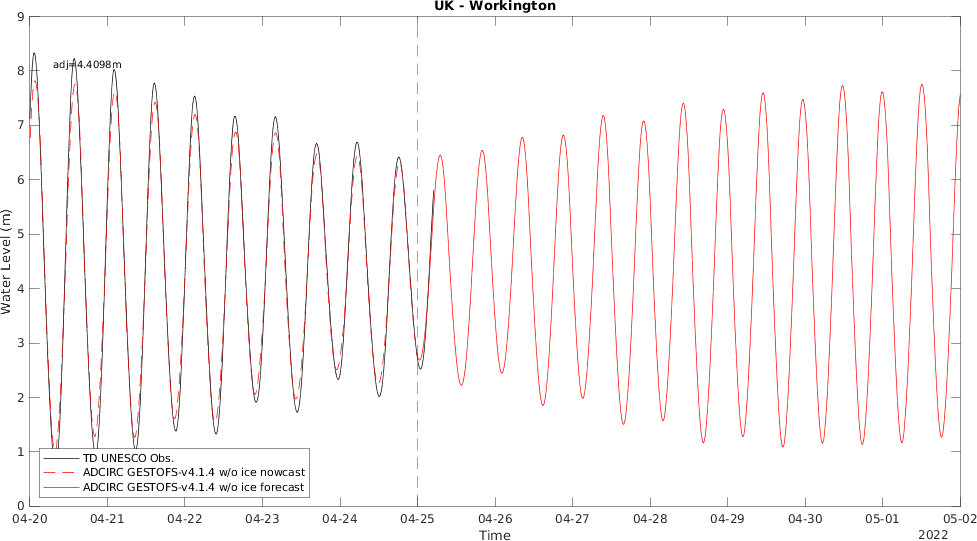 UK - Workington
9
8
7
6
5
4
3
2
1
0
Water Level (m)
adj=4.4098m
TD UNESCO Obs.
ADCIRC GESTOFS-v4.1.4 w/o ice nowcast
ADCIRC GESTOFS-v4.1.4 w/o ice forecast
04-20 04-21 04-22 04-23 04-24 04-25 04-26 04-27 04-28 04-29 04-30 05-01 05-02
Time
2022